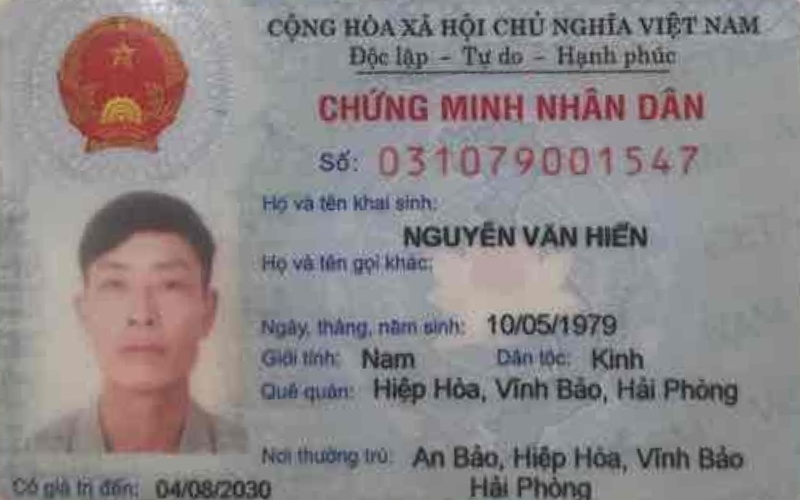 CỘNG HÒA XÃ HỘI CHỦ NGHĨA VIỆT NAM
Độc lập - Tự do - Hạnh phúc
CHỨNG MINH NHÂN DÂN
Số: 031079001547
Họ và tên khai sinh:
NGUYỄN VĂN HIẾN
Họ và tên gọi khác:
Ngày, tháng, năm sinh: 10/05/1979
Giới tính: Nam Dân tộc: Kinh
Quê quán: Hiệp Hòa, Vĩnh Bảo, Hải Phòng
Nơi thường trú: An Bảo, Hiệp Hòa, Vĩnh Bảo
Hải Phòng
Có giá trị đến: 04/08/2030